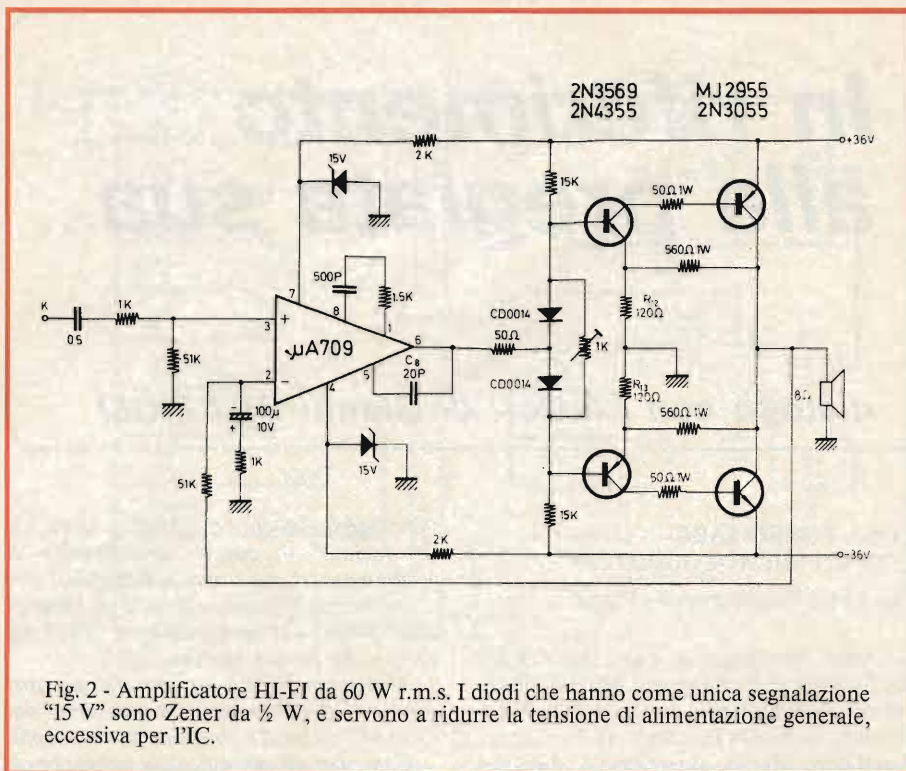 2N3569 MJ2955
2N4355 2N3055
+36V
2K
15V
15K
50Ω 1W
560Ω 1W
500P
1.5K
7
8
1
K
05
1K
3
+
μA709
6
CD0014
R12
120Ω
1K
50Ω
51K
2
−
4
5
C8
20P
CD0014
R13
120Ω
8Ω
100μ
10V
−
+
1K
560Ω 1W
51K
15V
50Ω 1W
15K
2K
-36V
Fig. 2 - Amplificatore HI-FI da 60 W r.m.s. I diodi che hanno come unica segnalazione
“15 V” sono Zener da ½ W, e servono a ridurre la tensione di alimentazione generale,
eccessiva per l’IC.